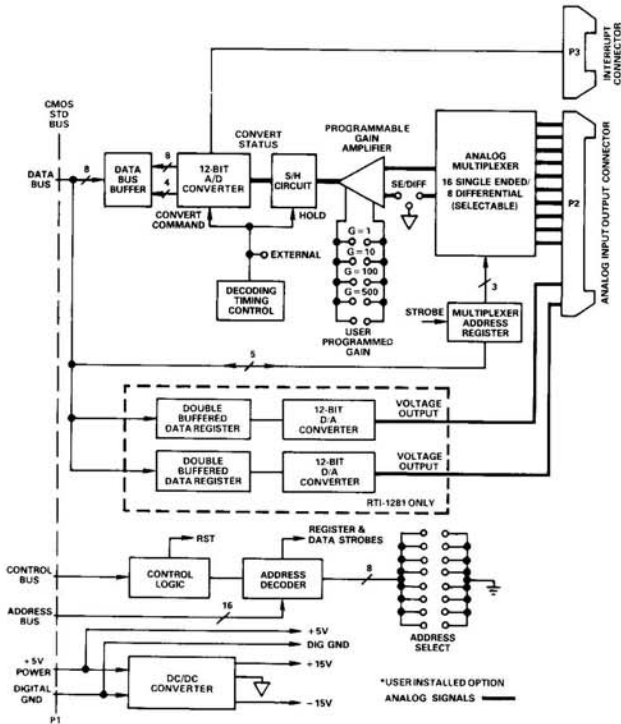 P3
INTERRUPT
CONNECTOR
CMOS
STD
BUS
DATA
BUS
8
DATA
BUS
BUFFER
8
4
12-BIT
A/D
CONVERTER
CONVERT
STATUS
CONVERT
COMMAND
S/H
CIRCUIT
HOLD
PROGRAMMABLE
GAIN
AMPLIFIER
SE/DIFF
ANALOG
MULTIPLEXER
16 SINGLE ENDED/
8 DIFFERENTIAL
(SELECTABLE)
P2
ANALOG INPUT OUTPUT CONNECTOR
EXTERNAL
DECODING
TIMING
CONTROL
G = 1
G = 10
G = 100
G = 500
USER
PROGRAMMED
GAIN
3
STROBE
MULTIPLEXER
ADDRESS
REGISTER
5
DOUBLE
BUFFERED
DATA REGISTER
12-BIT
D/A
CONVERTER
VOLTAGE
OUTPUT
DOUBLE
BUFFERED
DATA REGISTER
12-BIT
D/A
CONVERTER
VOLTAGE
OUTPUT
RTI-1281 ONLY
CONTROL
BUS
RST
CONTROL
LOGIC
REGISTER &
DATA STROBES
ADDRESS
DECODER
8
ADDRESS
BUS
16
ADDRESS
SELECT
+5V
POWER
DIGITAL
GND
DC/DC
CONVERTER
+5V
DIG GND
+15V
-15V
P1
*USER INSTALLED OPTION
ANALOG SIGNALS